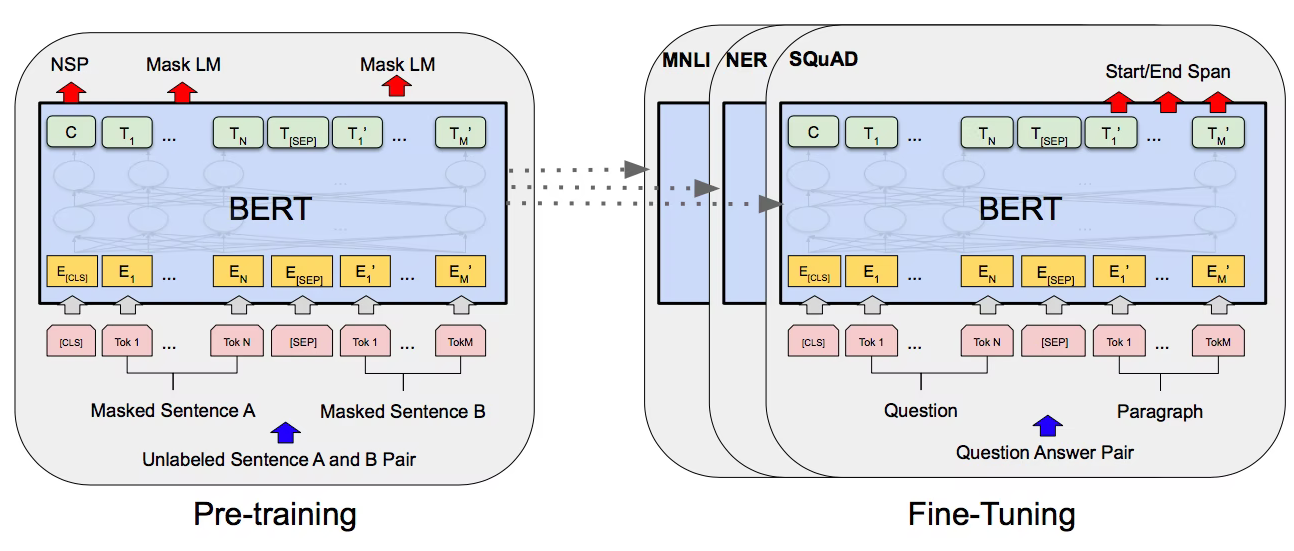 NSP Mask LM Mask LM
C T1 ... TN T[SEP] T1’ ... TM’
...
BERT
...
E[CLS] E1 ... EN E[SEP] E1’ ... EM’
[CLS] Tok 1 ... Tok N [SEP] Tok 1 ... TokM
Masked Sentence A Masked Sentence B
Unlabeled Sentence A and B Pair
Pre-training
MNLI NER SQuAD
Start/End Span
C T1 ... TN T[SEP] T1’ ... TM’
...
BERT
...
E[CLS] E1 ... EN E[SEP] E1’ ... EM’
[CLS] Tok 1 ... Tok N [SEP] Tok 1 ... TokM
Question Paragraph
Question Answer Pair
Fine-Tuning